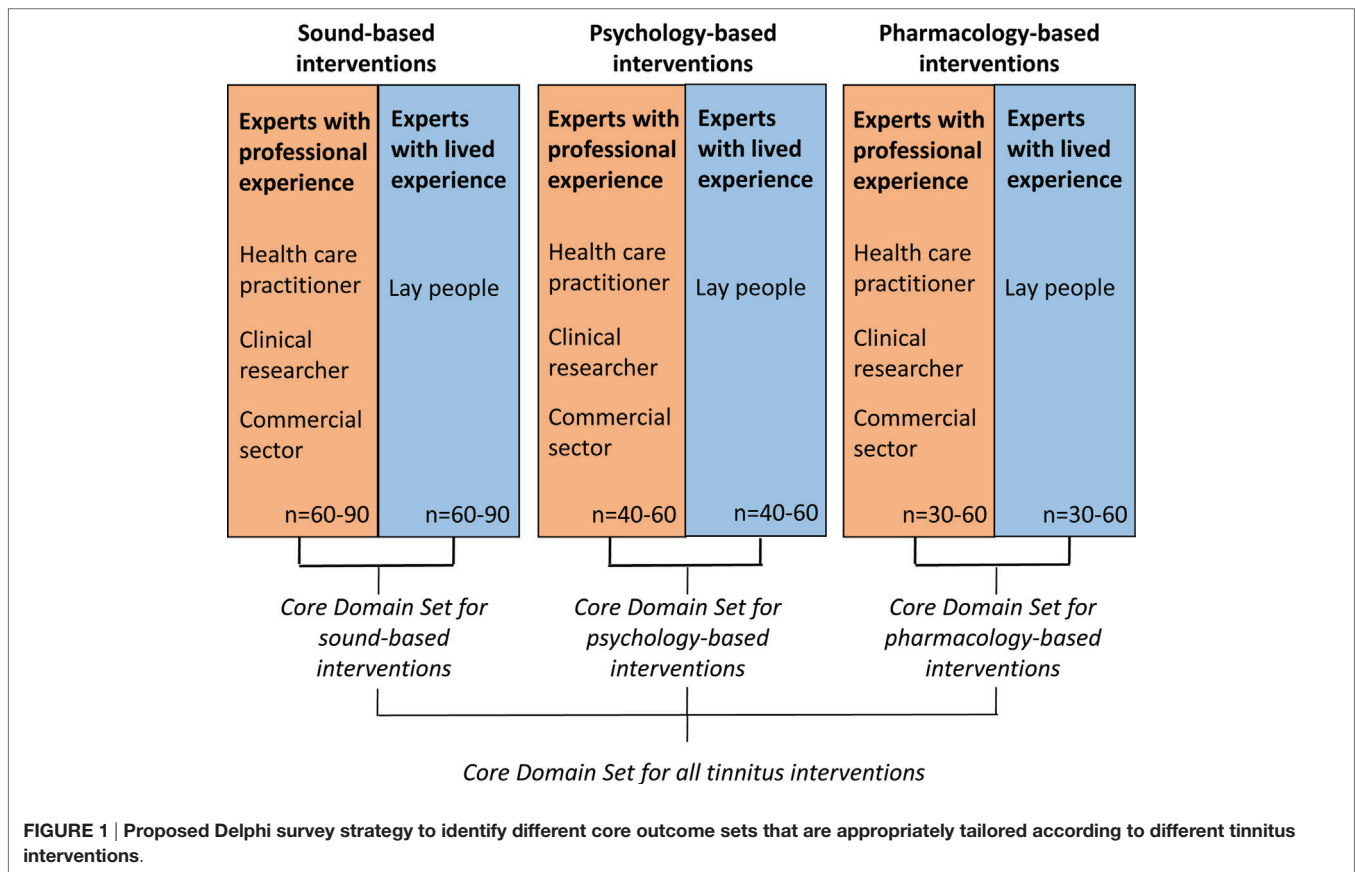 Sound-based
interventions
Psychology-based
interventions
Pharmacology-based
interventions
Experts with
professional
experience
Health care
practitioner
Clinical
researcher
Commercial
sector
n=60-90
Experts
with lived
experience
Lay people
n=60-90
Experts with
professional
experience
Health care
practitioner
Clinical
researcher
Commercial
sector
n=40-60
Experts
with lived
experience
Lay people
n=40-60
Experts with
professional
experience
Health care
practitioner
Clinical
researcher
Commercial
sector
n=30-60
Experts
with lived
experience
Lay people
n=30-60
Core Domain Set for
sound-based
interventions
Core Domain Set for
psychology-based
interventions
Core Domain Set for
pharmacology-based
interventions
Core Domain Set for all tinnitus interventions
FIGURE 1 | Proposed Delphi survey strategy to identify different core outcome sets that are appropriately tailored according to different tinnitus
interventions.